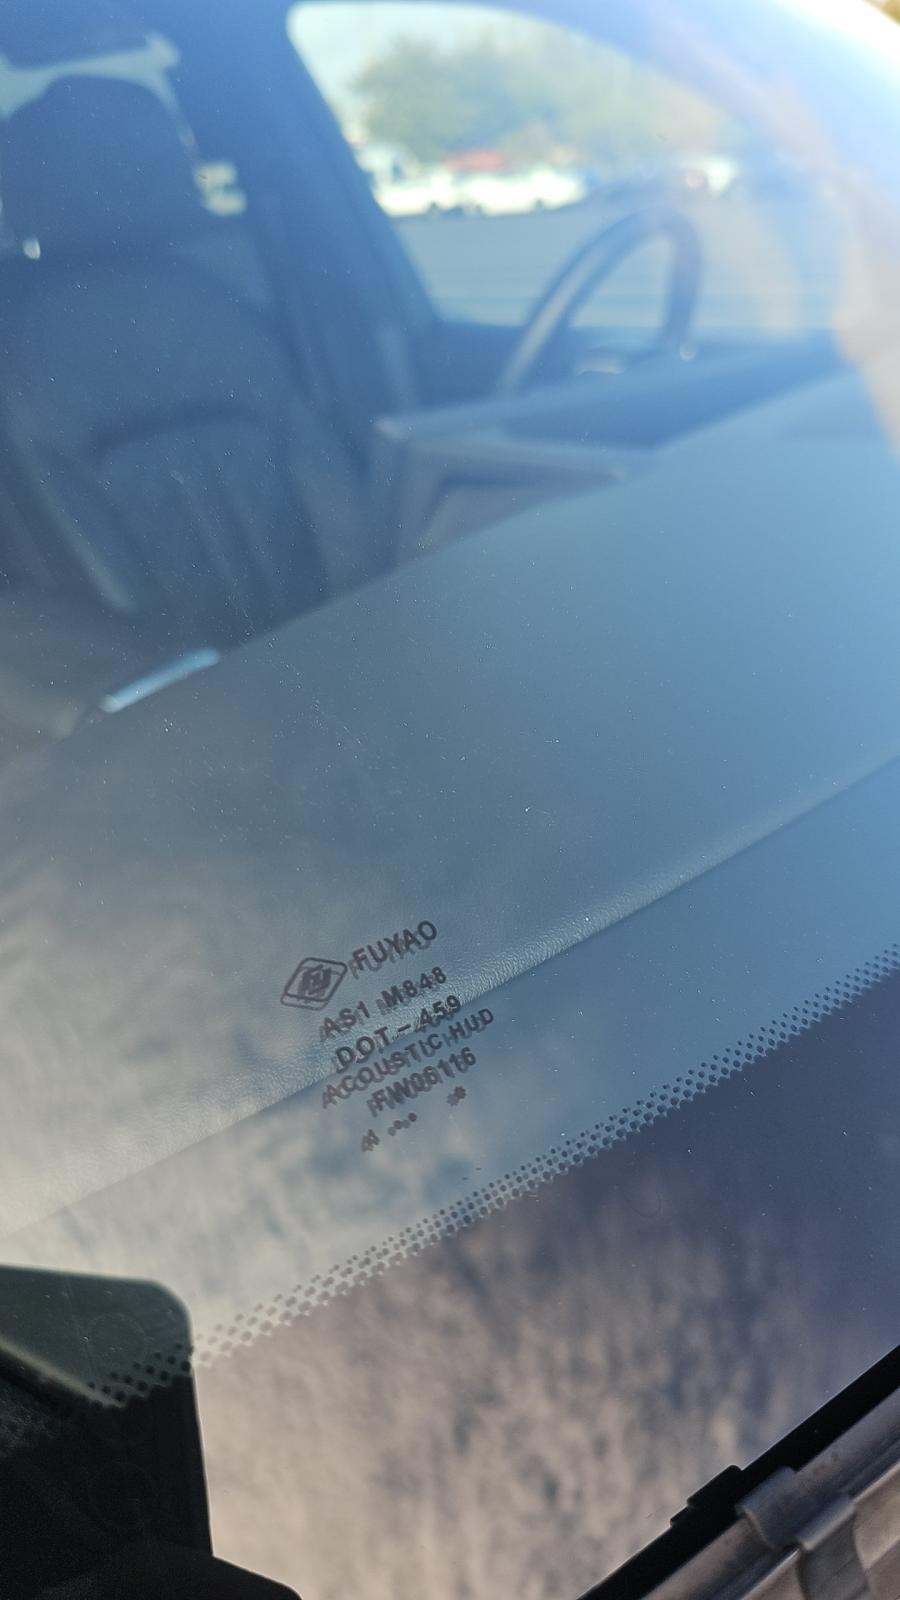 FUYAO
AS1 M848
DOT-459
ACOUSTIC HUD
FW06116